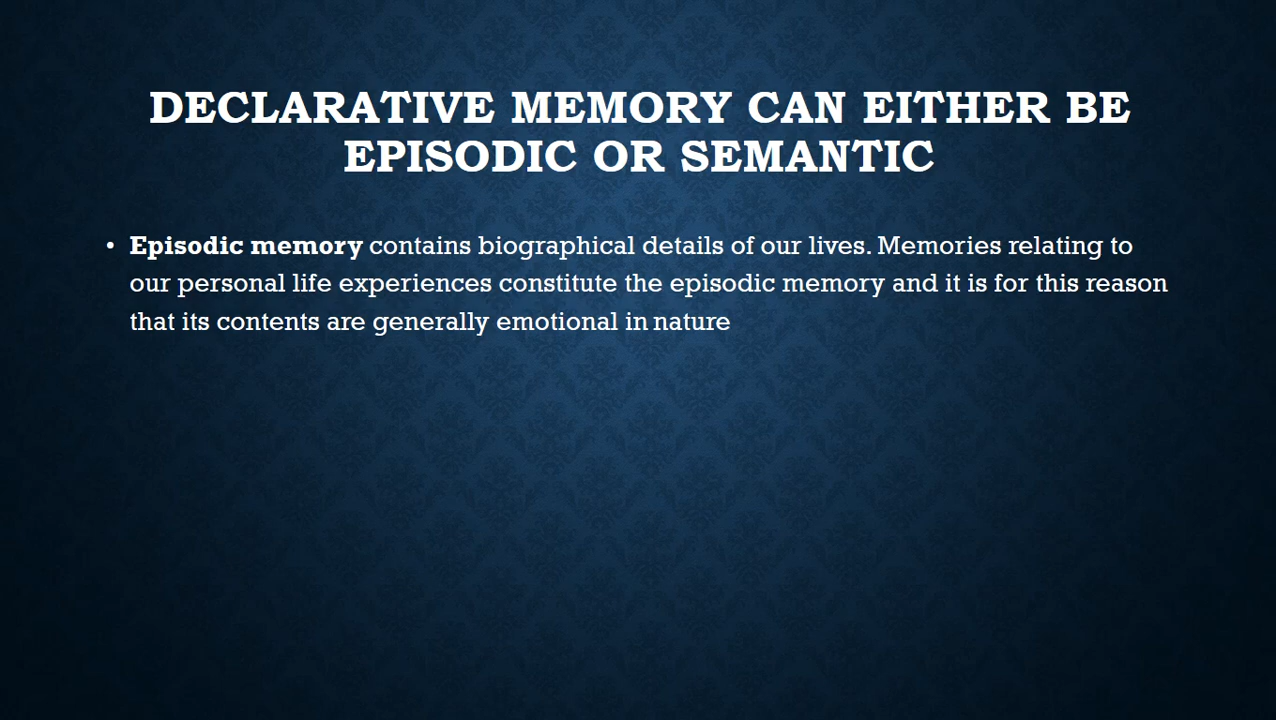 DECLARATIVE MEMORY CAN EITHER BE
EPISODIC OR SEMANTIC
• Episodic memory contains biographical details of our lives. Memories relating to
our personal life experiences constitute the episodic memory and it is for this reason
that its contents are generally emotional in nature